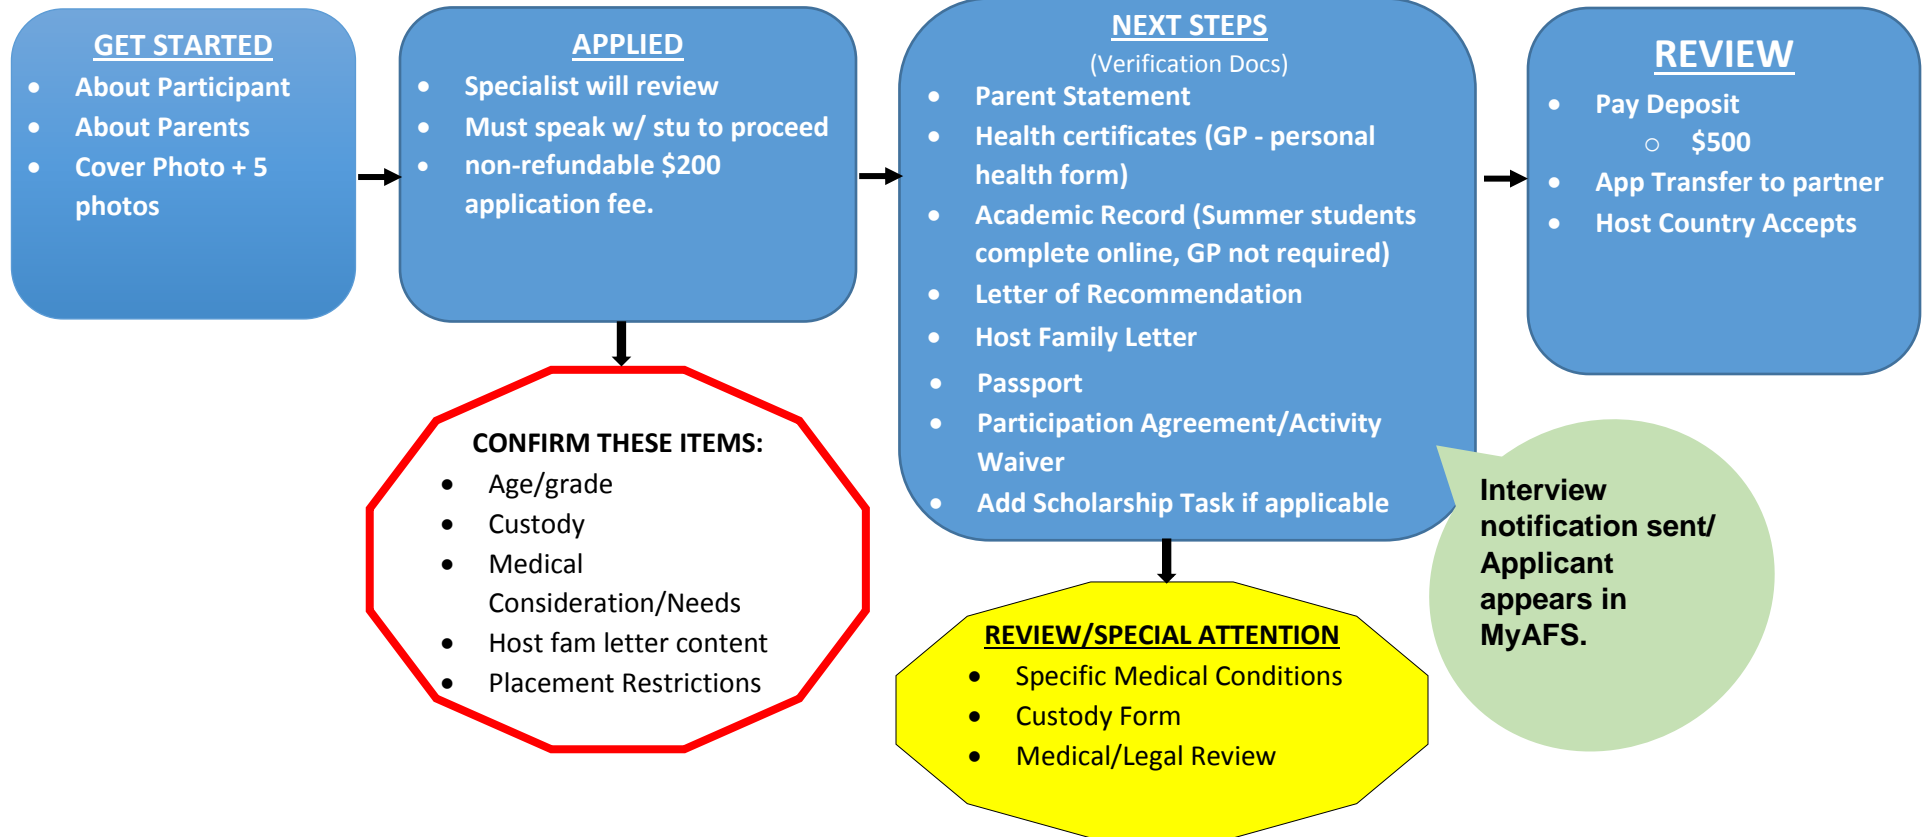 GET STARTED
• About Participant
• About Parents
• Cover Photo + 5
photos
APPLIED
• Specialist will review
• Must speak w/ stu to proceed
• non-refundable $200
application fee.
NEXT STEPS
(Verification Docs)
• Parent Statement
• Health certificates (GP - personal
health form)
• Academic Record (Summer students
complete online, GP not required)
• Letter of Recommendation
• Host Family Letter
• Passport
• Participation Agreement/Activity
Waiver
• Add Scholarship Task if applicable
REVIEW
• Pay Deposit
o $500
• App Transfer to partner
• Host Country Accepts
CONFIRM THESE ITEMS:
• Age/grade
• Custody
• Medical
Consideration/Needs
• Host fam letter content
• Placement Restrictions
REVIEW/SPECIAL ATTENTION
• Specific Medical Conditions
• Custody Form
• Medical/Legal Review
Interview
notification sent/
Applicant
appears in
MyAFS.